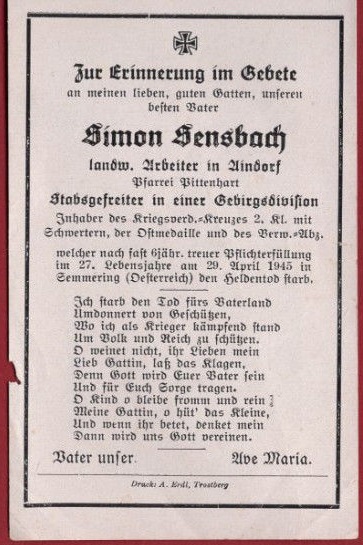 Zur Erinnerung im Gebete
an meinen lieben, guten Gatten, unseren
besten Vater
Simon Sensbach
landw. Arbeiter in Aindorf
Pfarrei Pittenhart
Stabsgefreiter in einer Gebirgsdivision
Inhaber des Kriegsverd.-Kreuzes 2. Kl. mit
Schwertern, der Ostmedaille und des Verw.-Abz.
welcher nach fast 6jähr. treuer Pflichterfüllung
im 27. Lebensjahre am 29. April 1945 in
Semmering (Oesterreich) den Heldentod starb.
Ich starb den Tod fürs Vaterland
Umdonnert von Geschützen,
Wo ich als Krieger kämpfend stand
Um Volk und Reich zu schützen.
O weinet nicht, ihr Lieben mein
Lieb Gattin, laß das Klagen,
Denn Gott wird Euer Vater sein
Und für Euch Sorge tragen.
O Kind o bleibe fromm und rein
Meine Gattin, o hüt' das Kleine,
Und wenn ihr betet, denket mein
Dann wird uns Gott vereinen.
Vater unser. Ave Maria.
Druck: A. Erdl, Trostberg